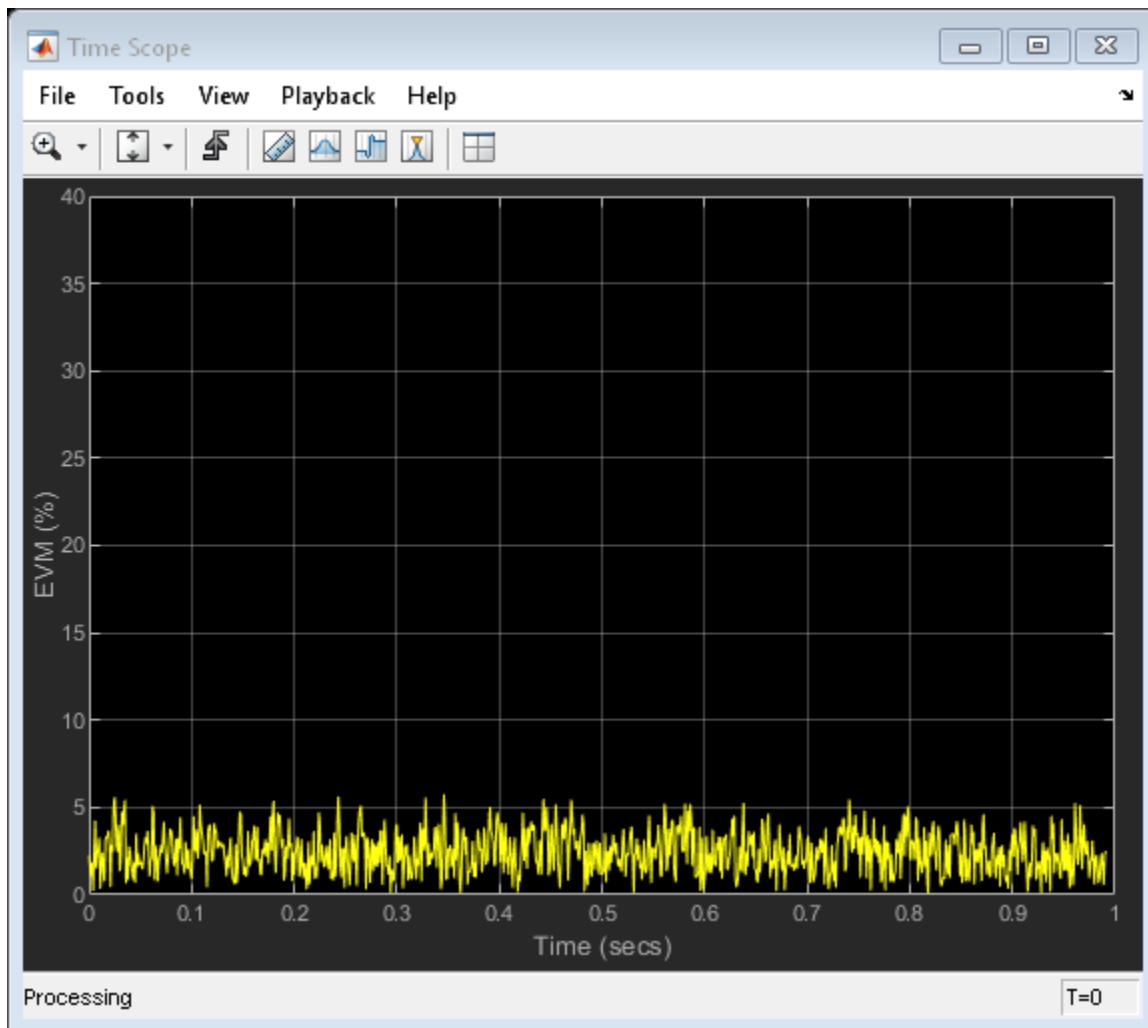 Time Scope
File Tools View Playback Help
40
35
30
25
20
15
10
5
0
EVM (%)
0 0.1 0.2 0.3 0.4 0.5 0.6 0.7 0.8 0.9 1
Time (secs)
Processing T=0